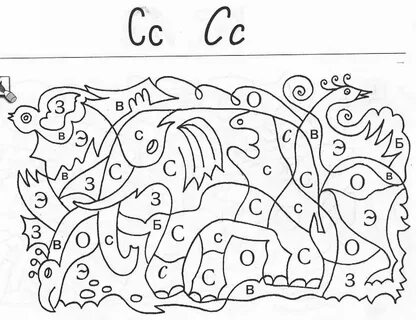 Сс Сс
З В О
В Э С С В Б
Э
В З С С С О В
Э З С С Э
З В О С Б С С О
Э С С О С З
В